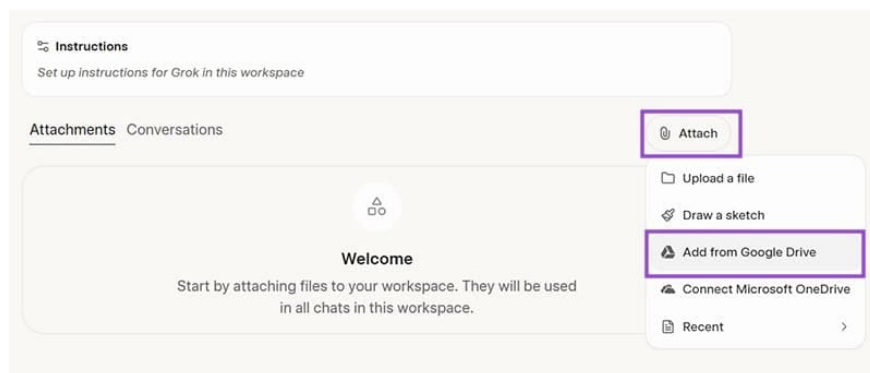 Instructions
Set up instructions for Grok in this workspace
Attachments Conversations
Attach
Upload a file
Draw a sketch
Add from Google Drive
Connect Microsoft OneDrive
Recent
Welcome
Start by attaching files to your workspace. They will be used
in all chats in this workspace.